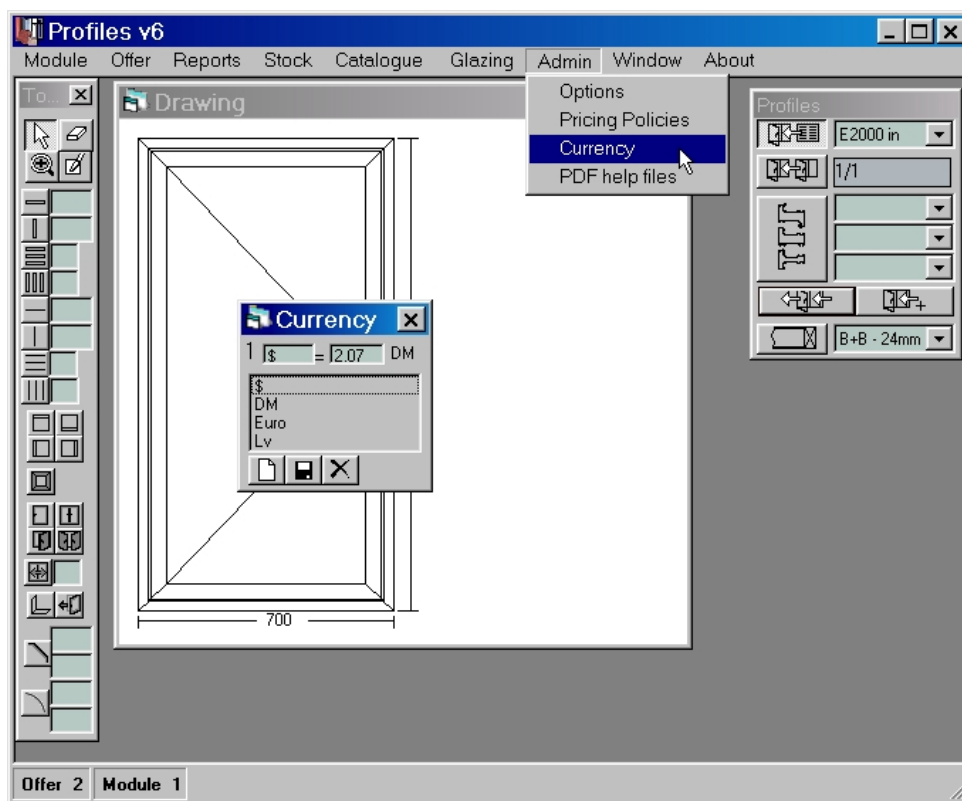 Profiles v6
Module Offer Reports Stock Catalogue Glazing Admin Window About
To...
Drawing
Options
Pricing Policies
Currency
PDF help files
Profiles
E2000 in
1/1
B+B - 24mm
Currency
1 $ = 2.07 DM
$
DM
Euro
Lv
700
Offer 2 Module 1